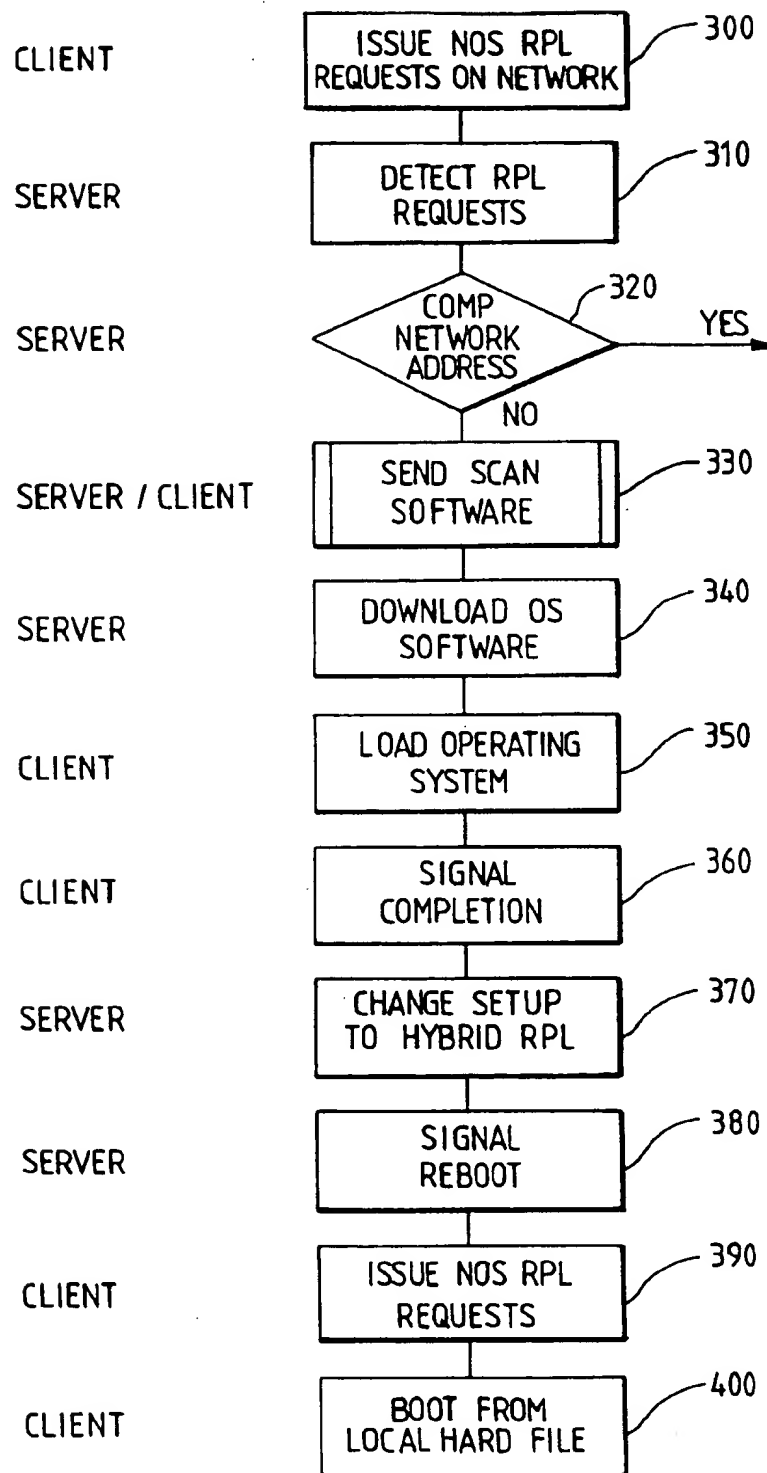 CLIENT
ISSUE NOS RPL
REQUESTS ON NETWORK
300
SERVER
DETECT RPL
REQUESTS
310
SERVER
COMP
NETWORK
ADDRESS
320
YES
NO
SERVER / CLIENT
SEND SCAN
SOFTWARE
330
SERVER
DOWNLOAD OS
SOFTWARE
340
CLIENT
LOAD OPERATING
SYSTEM
350
CLIENT
SIGNAL
COMPLETION
360
SERVER
CHANGE SETUP
TO HYBRID RPL
370
SERVER
SIGNAL
REBOOT
380
CLIENT
ISSUE NOS RPL
REQUESTS
390
CLIENT
BOOT FROM
LOCAL HARD FILE
400